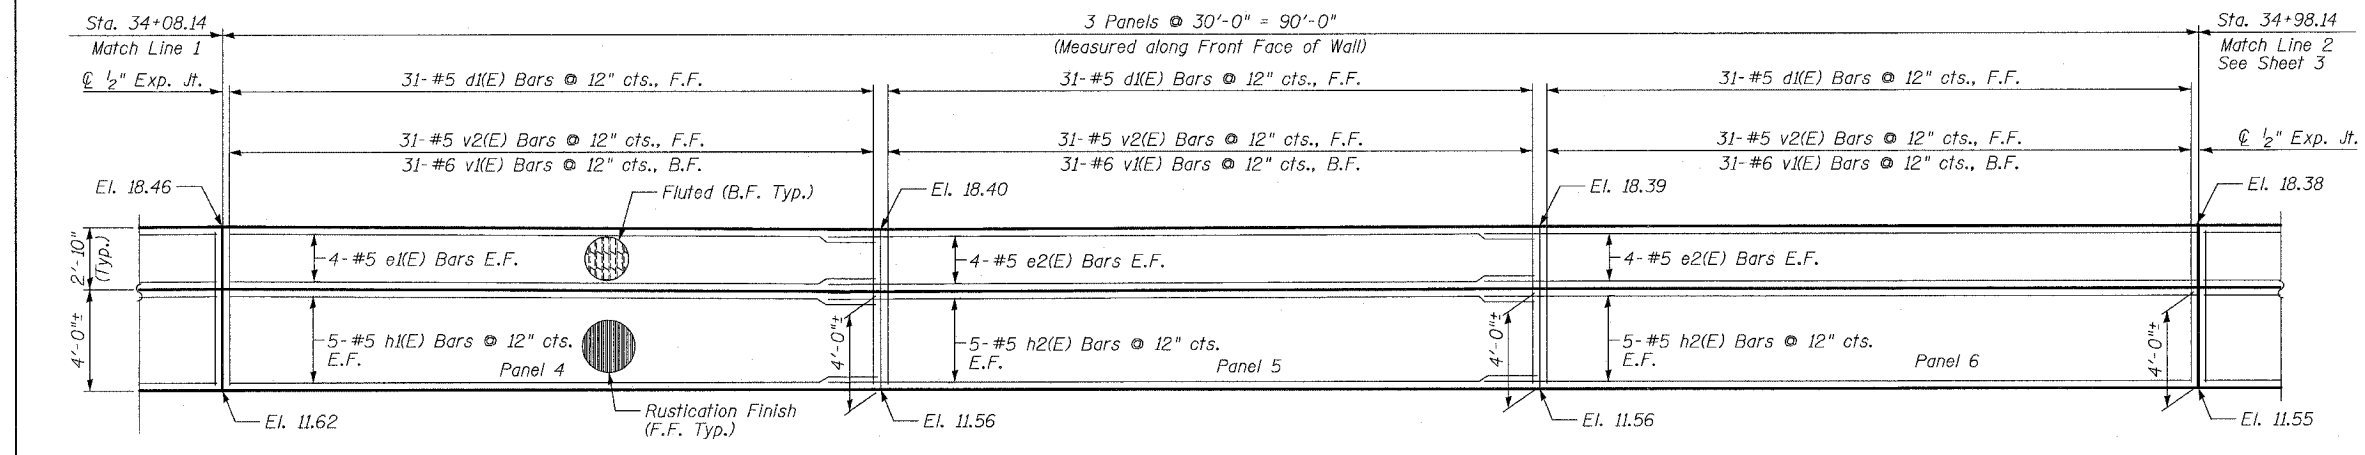 Sta. 34+08.14
Match Line 1
3 Panels @ 30'-0" = 90'-0"
(Measured along Front Face of Wall)
Sta. 34+98.14
Match Line 2
See Sheet 3
℄ 1/2" Exp. Jt.
31-#5 d1(E) Bars @ 12" cts., F.F.
31-#5 d1(E) Bars @ 12" cts., F.F.
31-#5 d1(E) Bars @ 12" cts., F.F.
31-#5 v2(E) Bars @ 12" cts., F.F.
31-#6 v1(E) Bars @ 12" cts., B.F.
31-#5 v2(E) Bars @ 12" cts., F.F.
31-#6 v1(E) Bars @ 12" cts., B.F.
31-#5 v2(E) Bars @ 12" cts., F.F.
31-#6 v1(E) Bars @ 12" cts., B.F.
℄ 1/2" Exp. Jt.
El. 18.46
Fluted (B.F. Typ.)
El. 18.40
El. 18.39
El. 18.38
2'-10"
(Typ.)
4-#5 e1(E) Bars E.F.
4-#5 e2(E) Bars E.F.
4-#5 e2(E) Bars E.F.
4'-0"±
5-#5 h1(E) Bars @ 12" cts.
E.F.
Panel 4
4'-0"±
5-#5 h2(E) Bars @ 12" cts.
E.F.
Panel 5
4'-0"±
5-#5 h2(E) Bars @ 12" cts.
E.F.
Panel 6
4'-0"±
El. 11.62
Rustication Finish
(F.F. Typ.)
El. 11.56
El. 11.56
El. 11.55